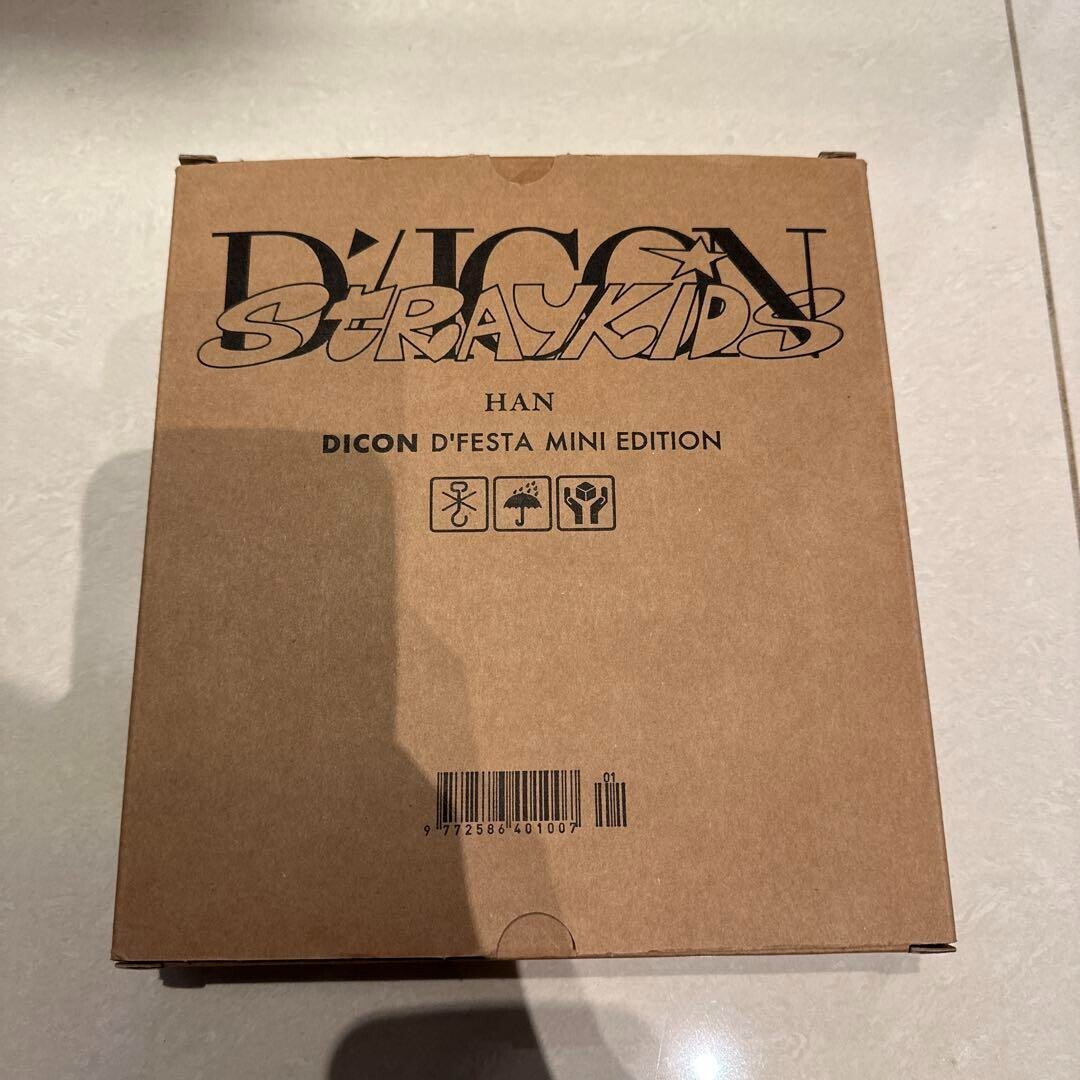 D'ICON
StRAYKIDS
HAN
DICON D'FESTA MINI EDITION
01
9 772586 401007